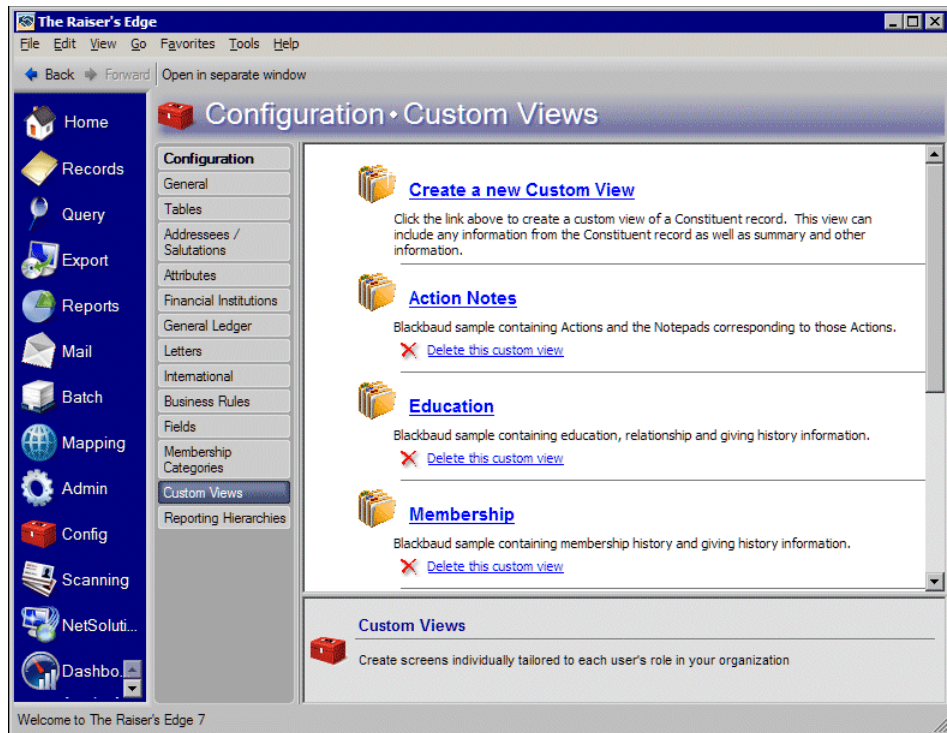 The Raiser's Edge
File Edit View Go Favorites Tools Help
Back Forward Open in separate window
Configuration • Custom Views
Home
Records
Query
Export
Reports
Mail
Batch
Mapping
Admin
Config
Scanning
NetSoluti...
Dashbo...
Configuration
General
Tables
Addressees /
Salutations
Attributes
Financial Institutions
General Ledger
Letters
International
Business Rules
Fields
Membership
Categories
Custom Views
Reporting Hierarchies
Create a new Custom View
Click the link above to create a custom view of a Constituent record. This view can
include any information from the Constituent record as well as summary and other
information.
Action Notes
Blackbaud sample containing Actions and the Notepads corresponding to those Actions.
Delete this custom view
Education
Blackbaud sample containing education, relationship and giving history information.
Delete this custom view
Membership
Blackbaud sample containing membership history and giving history information.
Delete this custom view
Custom Views
Create screens individually tailored to each user's role in your organization
Welcome to The Raiser's Edge 7